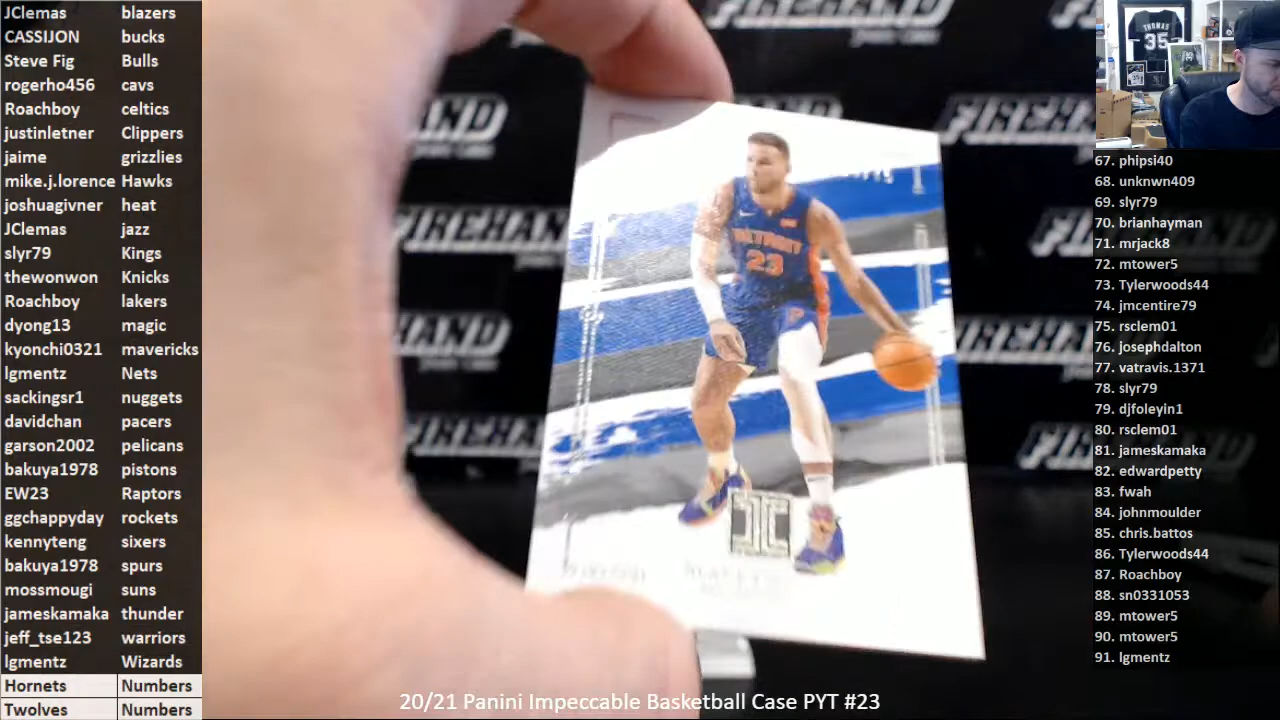 JClemas blazers
CASSIJON bucks
Steve Fig Bulls
rogerho456 cavs
Roachboy celtics
justinletner Clippers
jaime grizzlies
mike.j.lorence Hawks
joshuagivner heat
JClemas jazz
slyr79 Kings
thewonwon Knicks
Roachboy lakers
dyong13 magic
kyonchi0321 mavericks
lgmentz Nets
sackingsr1 nuggets
davidchan pacers
garson2002 pelicans
bakuya1978 pistons
EW23 Raptors
ggchappyday rockets
kennyteng sixers
bakuya1978 spurs
mossmougi suns
jameskamaka thunder
jeff_tse123 warriors
lgmentz Wizards
Hornets Numbers
Twolves Numbers
FIREHAND
DETROIT
23
THOMAS
35
67. phipsi40
68. unknwn409
69. slyr79
70. brianhayman
71. mrjack8
72. mtower5
73. Tylerwoods44
74. jmcentire79
75. rsclem01
76. josephdalton
77. vatravis.1371
78. slyr79
79. djfoleyin1
80. rsclem01
81. jameskamaka
82. edwardpetty
83. fwah
84. johnmoulder
85. chris.battos
86. Tylerwoods44
87. Roachboy
88. sn0331053
89. mtower5
90. mtower5
91. lgmentz
20/21 Panini Impeccable Basketball Case PYT #23